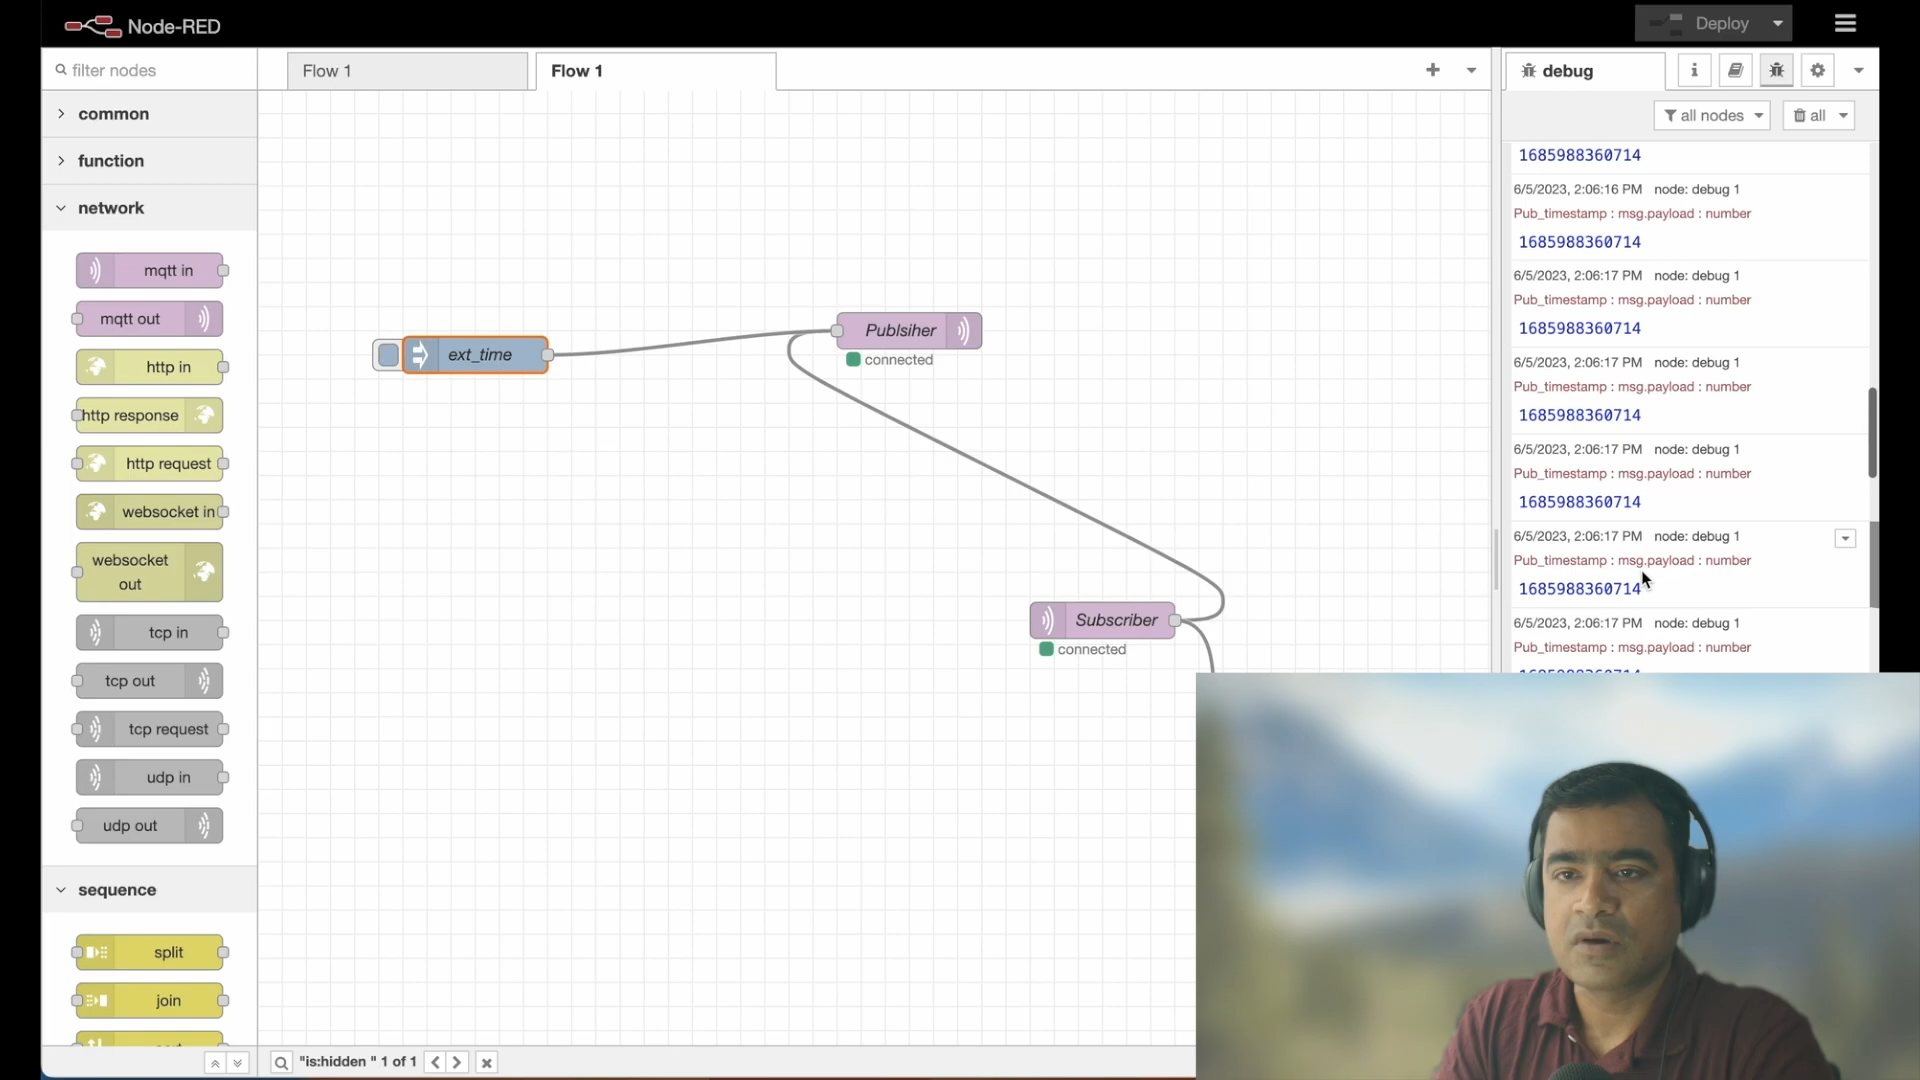 Node-RED
Deploy
filter nodes
Flow 1
Flow 1
debug
common
function
network
mqtt in
mqtt out
http in
http response
http request
websocket in
websocket
out
tcp in
tcp out
tcp request
udp in
udp out
sequence
split
join
ext_time
Publsiher
connected
Subscriber
connected
"is:hidden " 1 of 1
all nodes
all
1685988360714
6/5/2023, 2:06:16 PM node: debug 1
Pub_timestamp : msg.payload : number
1685988360714
6/5/2023, 2:06:17 PM node: debug 1
Pub_timestamp : msg.payload : number
1685988360714
6/5/2023, 2:06:17 PM node: debug 1
Pub_timestamp : msg.payload : number
1685988360714
6/5/2023, 2:06:17 PM node: debug 1
Pub_timestamp : msg.payload : number
1685988360714
6/5/2023, 2:06:17 PM node: debug 1
Pub_timestamp : msg.payload : number
1685988360714
6/5/2023, 2:06:17 PM node: debug 1
Pub_timestamp : msg.payload : number